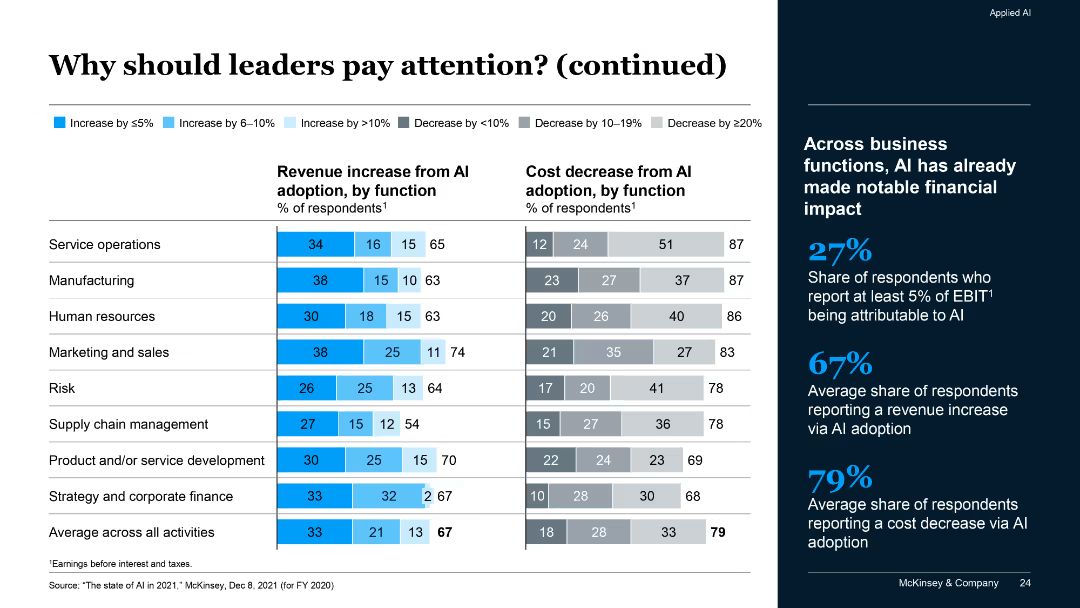 Applied AI
Why should leaders pay attention? (continued)
Increase by ≤5% Increase by 6–10% Increase by >10% Decrease by <10% Decrease by 10–19% Decrease by ≥20%
Revenue increase from AI
adoption, by function
% of respondents¹
Cost decrease from AI
adoption, by function
% of respondents¹
Service operations 34 16 15 65 12 24 51 87
Manufacturing 38 15 10 63 23 27 37 87
Human resources 30 18 15 63 20 26 40 86
Marketing and sales 38 25 11 74 21 35 27 83
Risk 26 25 13 64 17 20 41 78
Supply chain management 27 15 12 54 15 27 36 78
Product and/or service development 30 25 15 70 22 24 23 69
Strategy and corporate finance 33 32 2 67 10 28 30 68
Average across all activities 33 21 13 67 18 28 33 79
¹Earnings before interest and taxes.
Source: "The state of AI in 2021," McKinsey, Dec 8, 2021 (for FY 2020)
Across business
functions, AI has already
made notable financial
impact
27%
Share of respondents who
report at least 5% of EBIT¹
being attributable to AI
67%
Average share of respondents
reporting a revenue increase
via AI adoption
79%
Average share of respondents
reporting a cost decrease via AI
adoption
McKinsey & Company 24